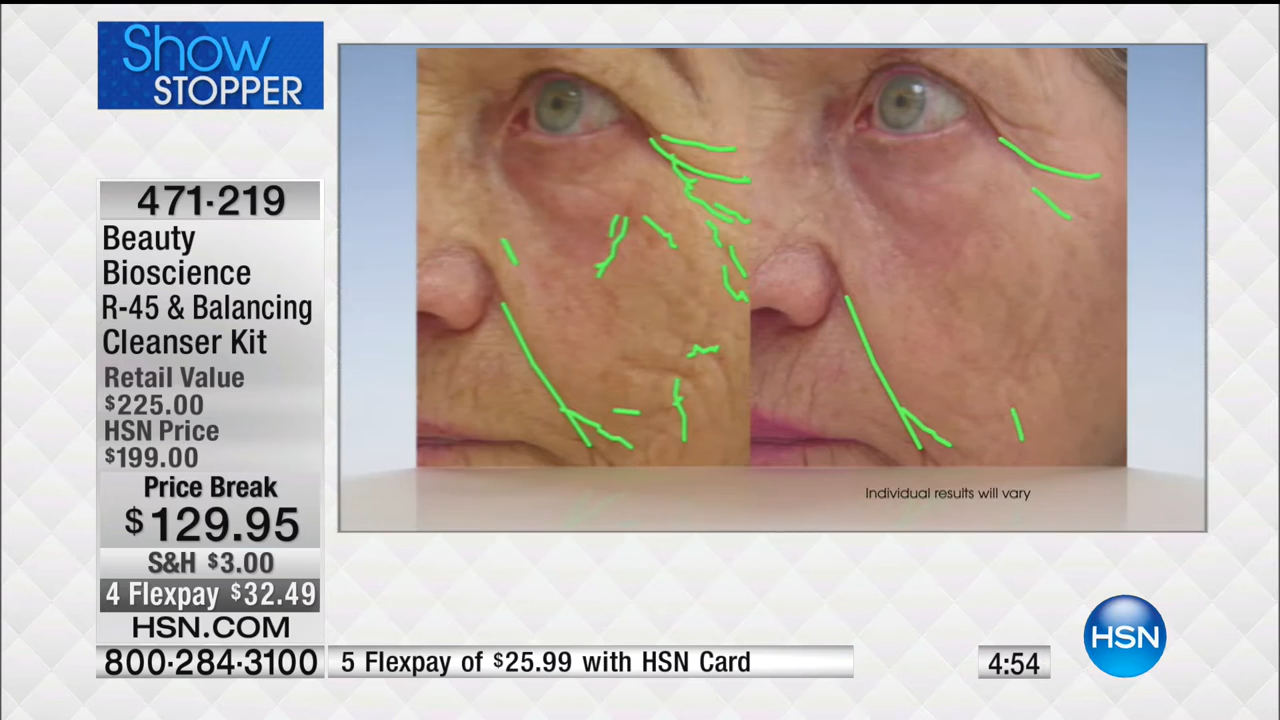 Show
STOPPER
471-219
Beauty
Bioscience
R-45 & Balancing
Cleanser Kit
Retail Value
$225.00
HSN Price
$199.00
Price Break
$129.95
S&H $3.00
4 Flexpay $32.49
HSN.COM
800-284-3100
Individual results will vary
5 Flexpay of $25.99 with HSN Card
4:54
HSN